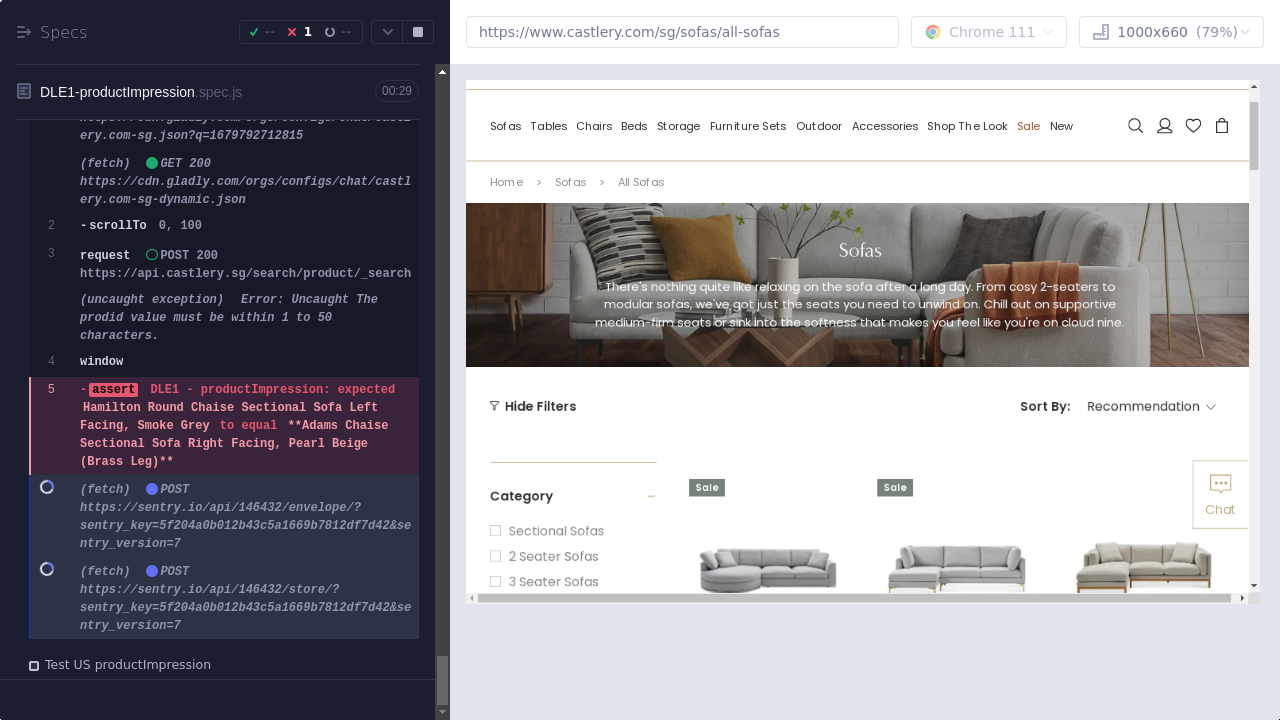 Specs
--
1
--
https://www.castlery.com/sg/sofas/all-sofas
Chrome 111
1000x660 (79%)
DLE1-productImpression.spec.js
00:29
ery.com-sg.json?q=1679792712815
(fetch) GET 200
https://cdn.gladly.com/orgs/configs/chat/castl
ery.com-sg-dynamic.json
2 -scrollTo 0, 100
3 request POST 200
https://api.castlery.sg/search/product/_search
(uncaught exception) Error: Uncaught The
prodid value must be within 1 to 50
characters.
4 window
5 -assert DLE1 - productImpression: expected
Hamilton Round Chaise Sectional Sofa Left
Facing, Smoke Grey to equal **Adams Chaise
Sectional Sofa Right Facing, Pearl Beige
(Brass Leg)**
(fetch) POST
https://sentry.io/api/146432/envelope/?
sentry_key=5f204a0b012b43c5a1669b7812df7d42&se
ntry_version=7
(fetch) POST
https://sentry.io/api/146432/store/?
sentry_key=5f204a0b012b43c5a1669b7812df7d42&se
ntry_version=7
Test US productImpression
Sofas Tables Chairs Beds Storage Furniture Sets Outdoor Accessories Shop The Look Sale New
Home > Sofas > All Sofas
Sofas
There's nothing quite like relaxing on the sofa after a long day. From cosy 2-seaters to
modular sofas, we've got just the seats you need to unwind on. Chill out on supportive
medium-firm seats or sink into the softness that makes you feel like you're on cloud nine.
Hide Filters
Sort By: Recommendation
Category –
Sectional Sofas
2 Seater Sofas
3 Seater Sofas
Sale
Sale
Chat